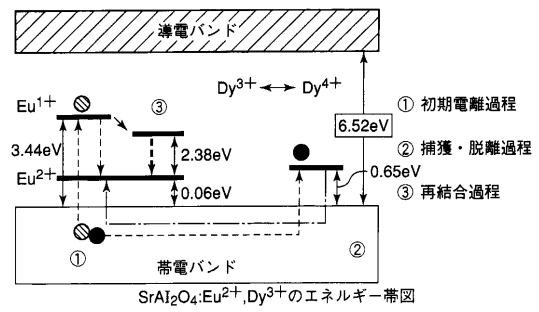 導電バンド
Dy3+ ↔ Dy4+
Eu1+
③
① 初期電離過程
6.52eV
3.44eV
2.38eV
② 捕獲・脱離過程
Eu2+
0.65eV
0.06eV
③ 再結合過程
①
②
帯電バンド
SrAl2O4:Eu2+,Dy3+のエネルギー帯図